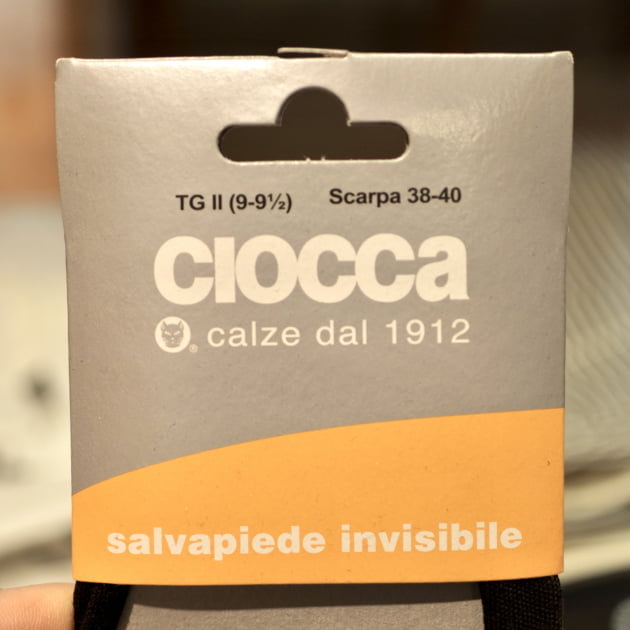 TG II (9-9½) Scarpa 38-40
CIOCCA
® calze dal 1912
salvapiede invisibile